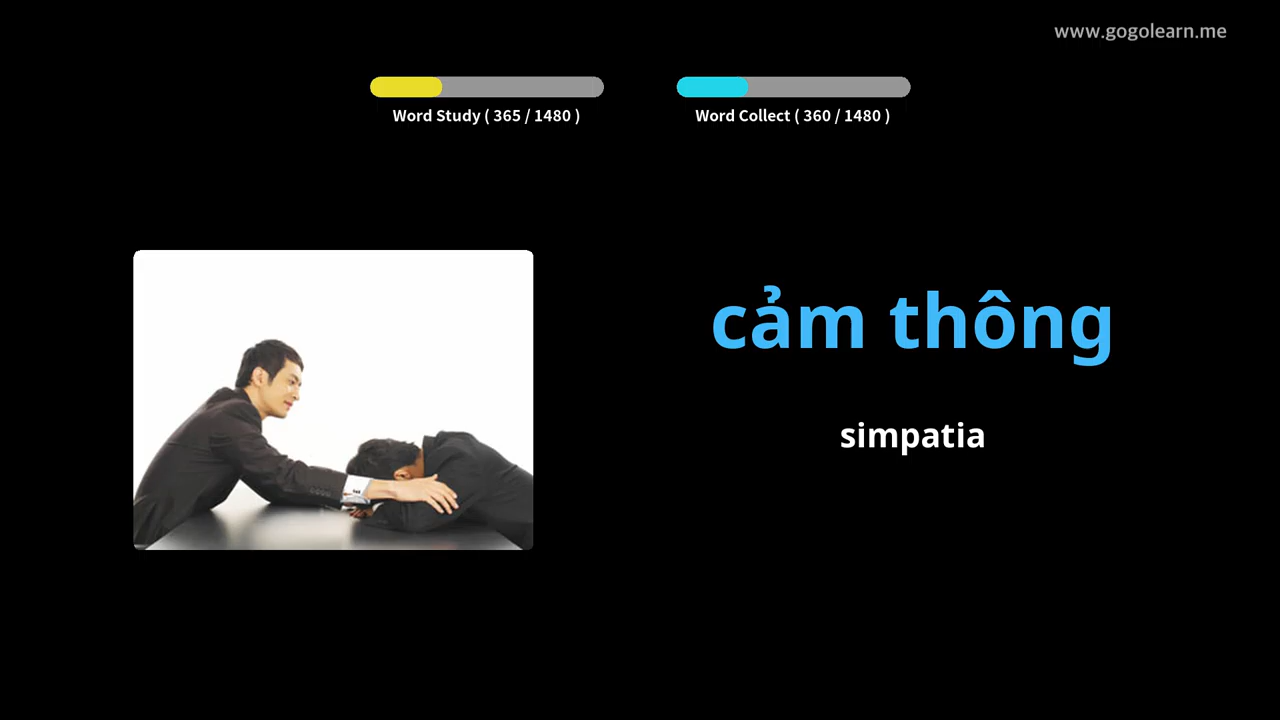 www.gogolearn.me
Word Study ( 365 / 1480 )
Word Collect ( 360 / 1480 )
cảm thông
simpatia